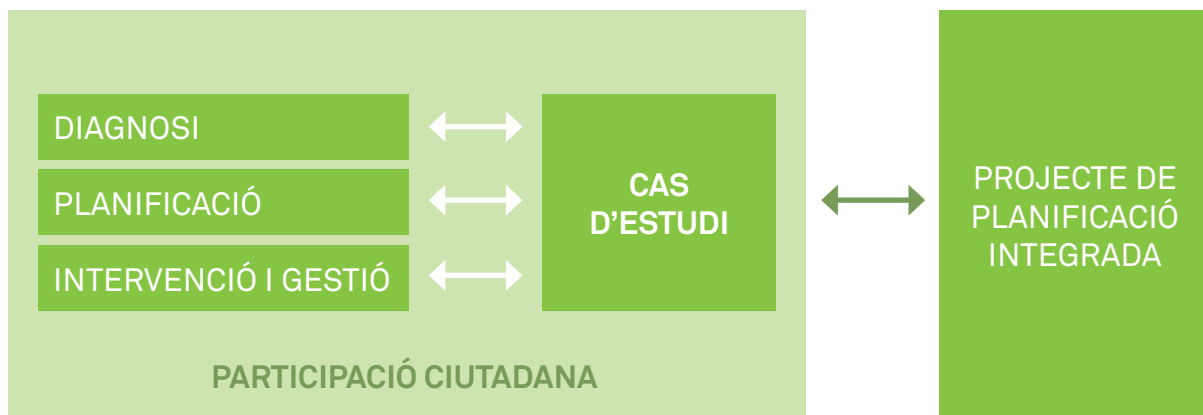 DIAGNOSI
PLANIFICACIÓ
INTERVENCIÓ I GESTIÓ
CAS
D’ESTUDI
PARTICIPACIÓ CIUTADANA
PROJECTE DE
PLANIFICACIÓ
INTEGRADA